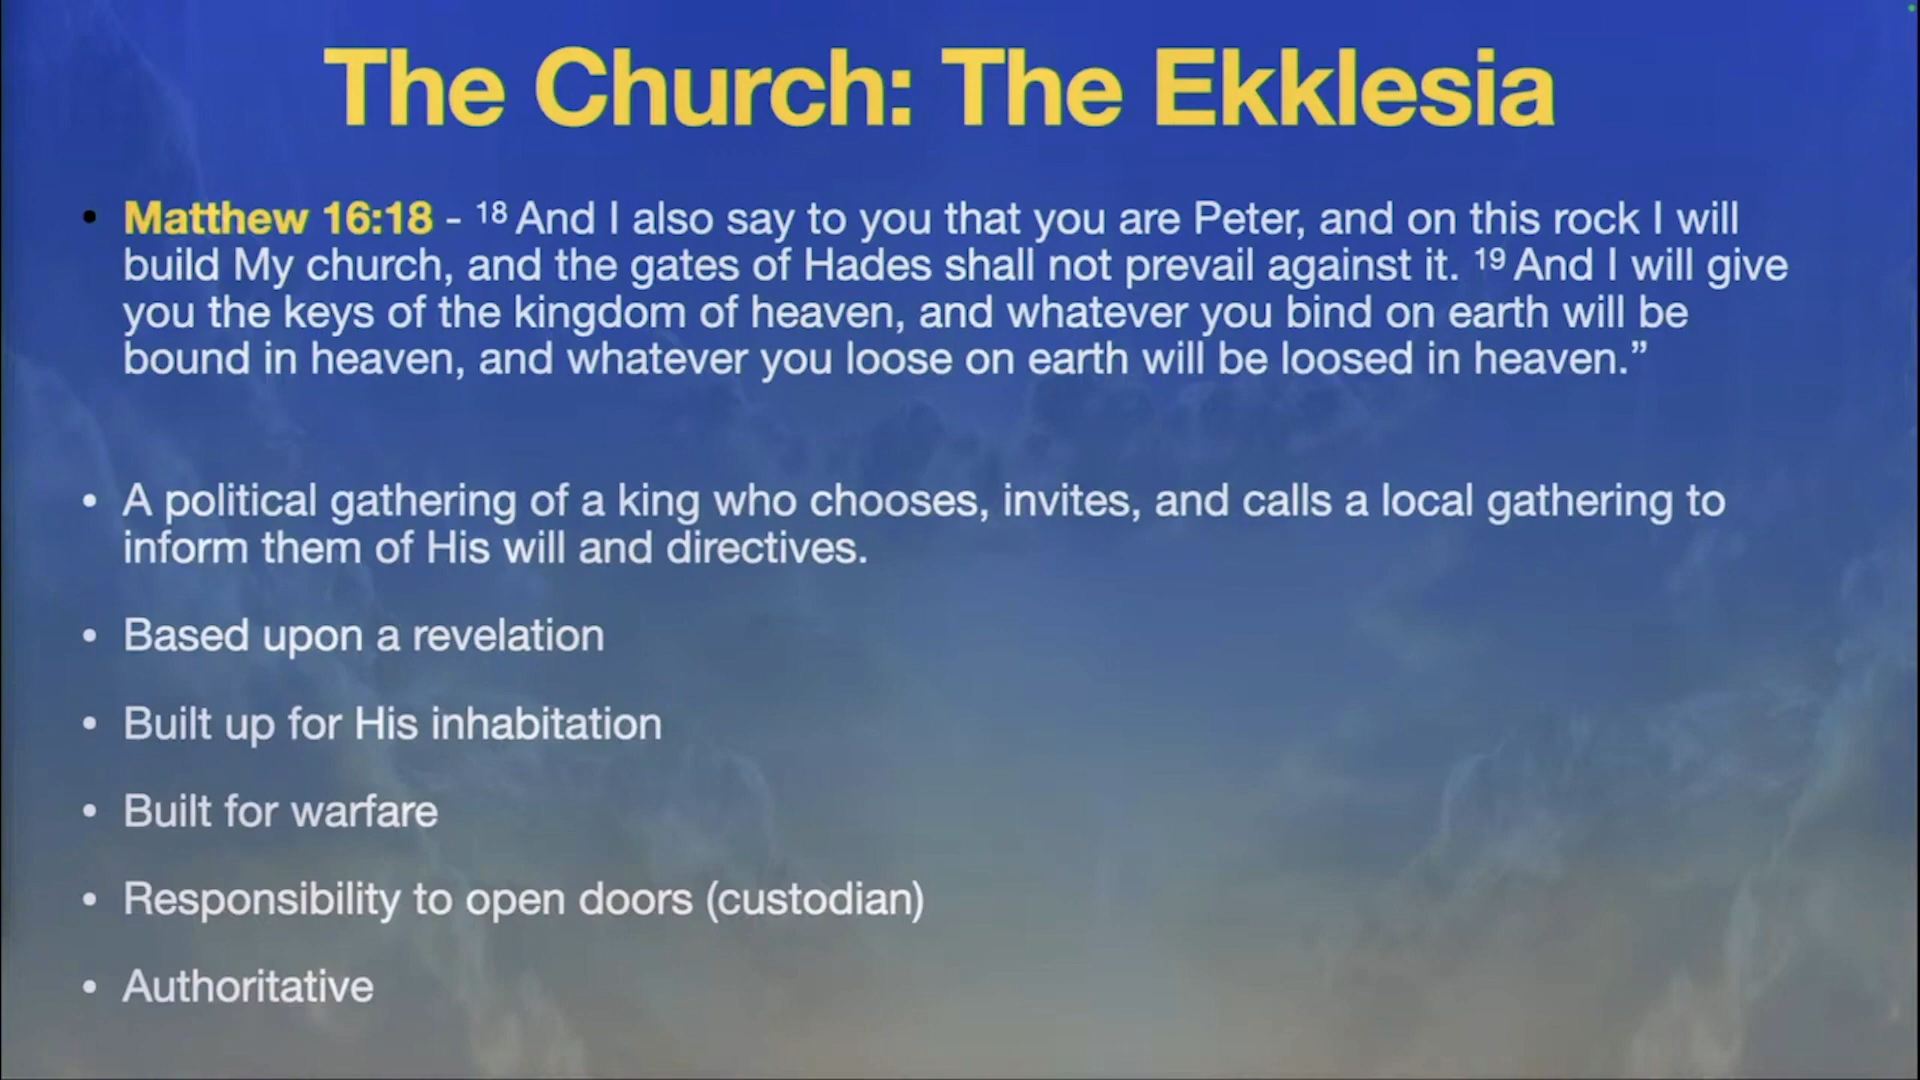 The Church: The Ekklesia
• Matthew 16:18 - 18 And I also say to you that you are Peter, and on this rock I will
build My church, and the gates of Hades shall not prevail against it. 19 And I will give
you the keys of the kingdom of heaven, and whatever you bind on earth will be
bound in heaven, and whatever you loose on earth will be loosed in heaven.”
• A political gathering of a king who chooses, invites, and calls a local gathering to
inform them of His will and directives.
• Based upon a revelation
• Built up for His inhabitation
• Built for warfare
• Responsibility to open doors (custodian)
• Authoritative